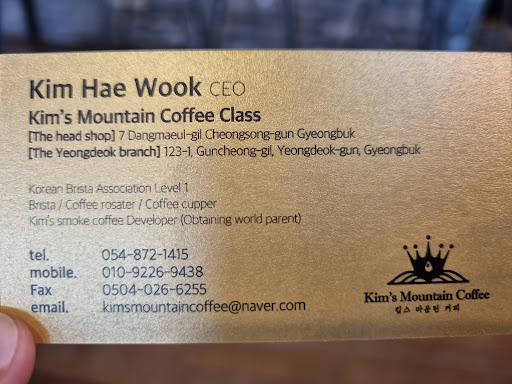 Kim Hae Wook CEO
Kim's Mountain Coffee Class
[The head shop] 7 Dangmaeul-gil Cheongsong-gun Gyeongbuk
[The Yeongdeok branch] 123-1, Guncheong-gil, Yeongdeok-gun, Gyeongbuk
Korean Brista Association Level 1
Brista / Coffee rosater / Coffee cupper
Kim's smoke coffee Developer (Obtaining world parent)
tel. 054-872-1415
mobile. 010-9226-9438
Fax 0504-026-6255
email. kimsmountaincoffee@naver.com
Kim's Mountain Coffee
킴스 마운틴 커피